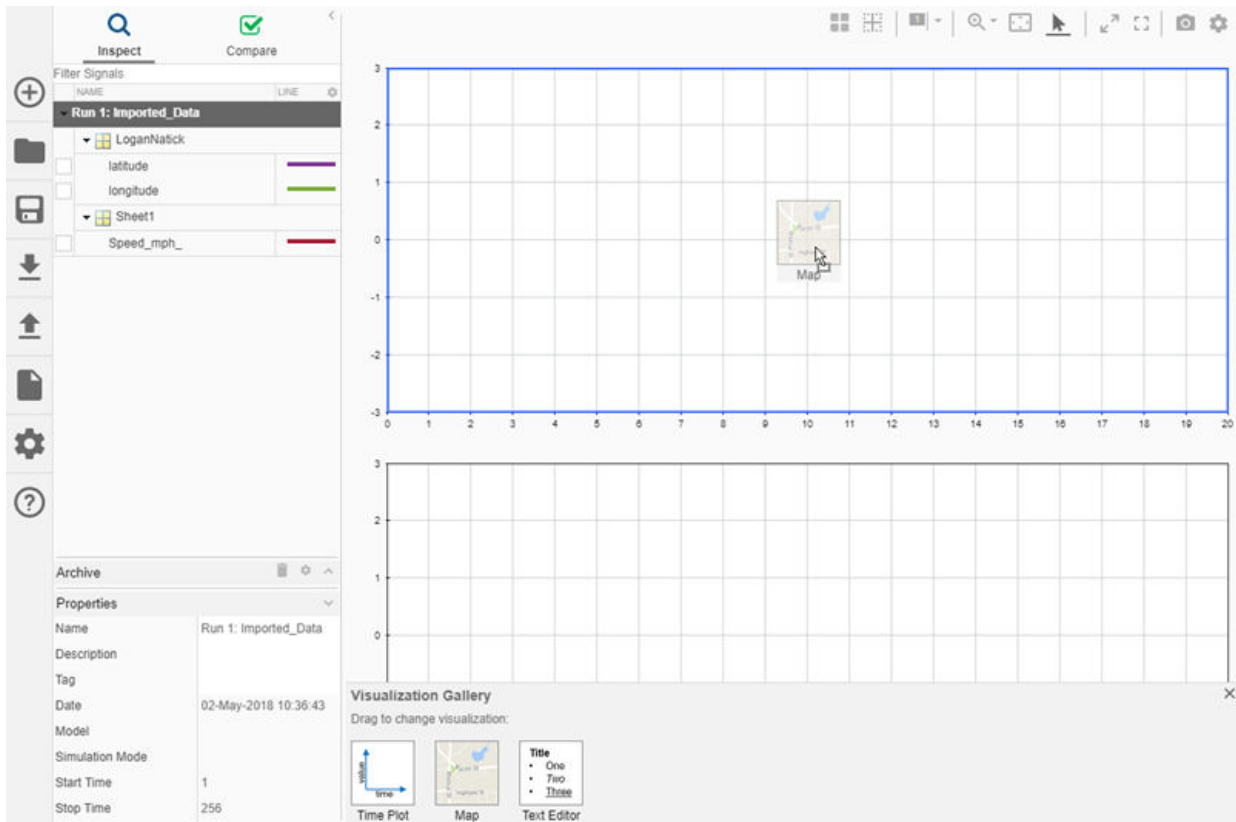 Inspect Compare
Filter Signals
NAME LINE
Run 1: Imported_Data
LoganNatick
latitude
longitude
Sheet1
Speed_mph_
Archive
Properties
Name Run 1: Imported_Data
Description
Tag
Date 02-May-2018 10:36:43
Model
Simulation Mode
Start Time 1
Stop Time 256
1
3
2
1
0
-1
-2
-3
0 1 2 3 4 5 6 7 8 9 10 11 12 13 14 15 16 17 18 19 20
Map
3
2
1
0
Visualization Gallery
Drag to change visualization:
value
time
Time Plot
Map
Title
• One
• Two
• Three
Text Editor